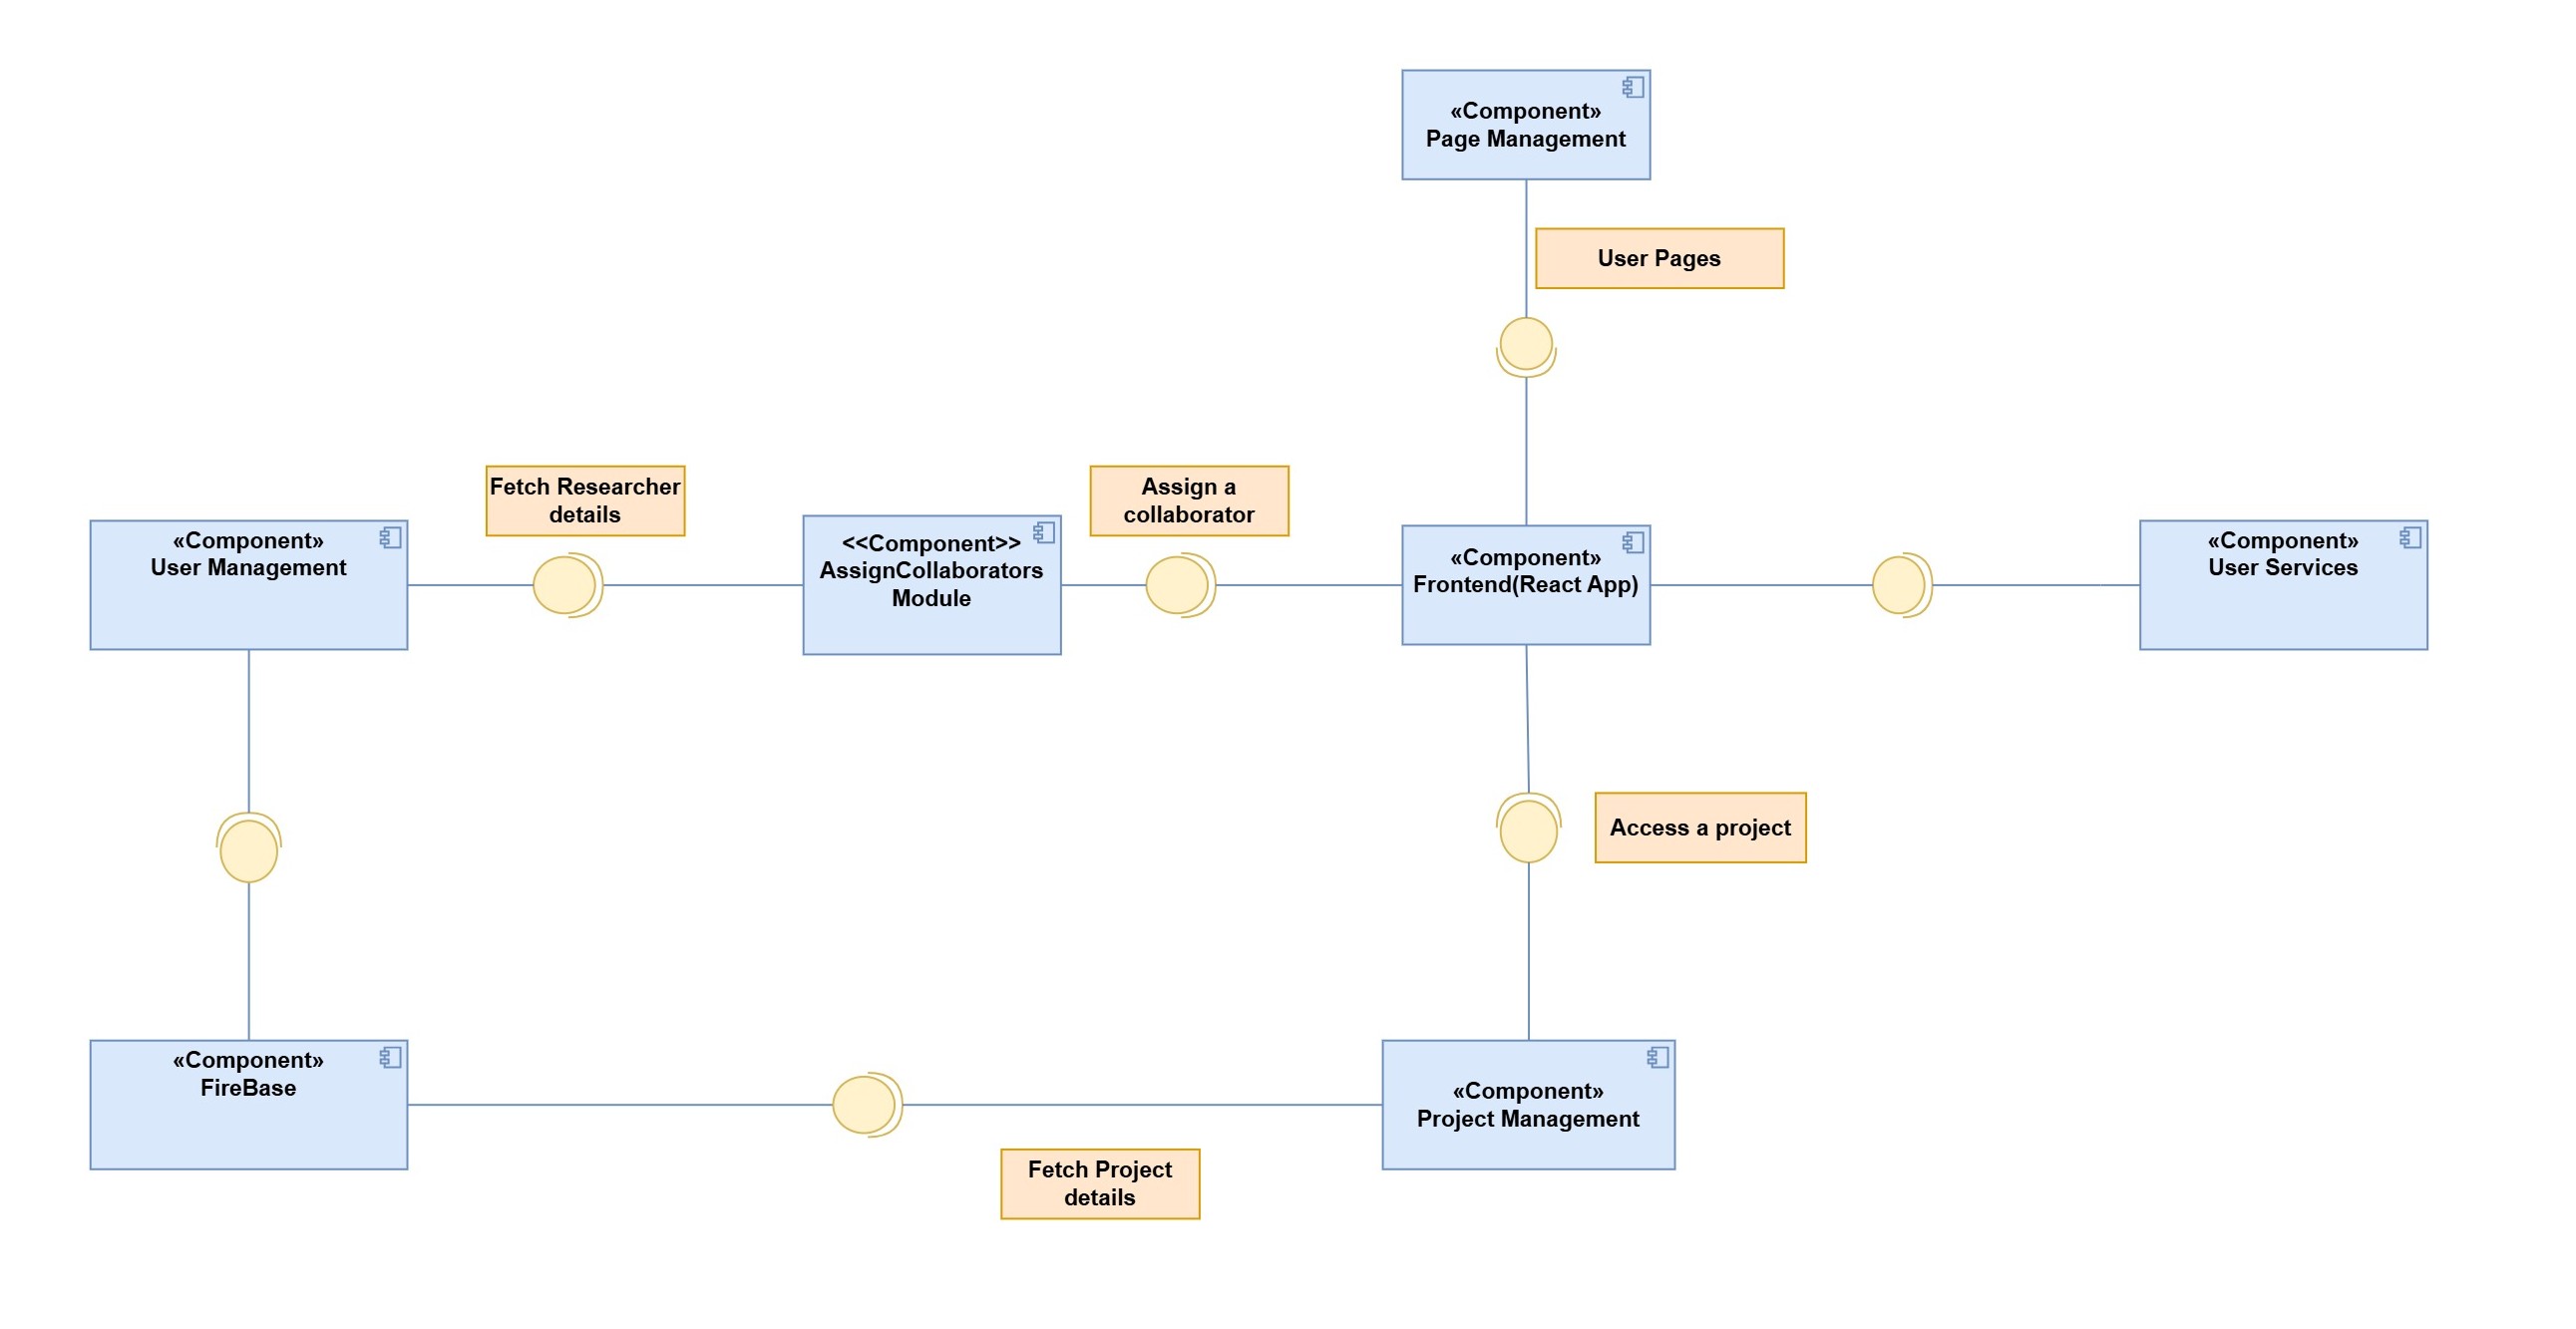 «Component»
Page Management
User Pages
Fetch Researcher
details
Assign a
collaborator
«Component»
User Management
<<Component>>
AssignCollaborators
Module
«Component»
Frontend(React App)
«Component»
User Services
Access a project
«Component»
FireBase
«Component»
Project Management
Fetch Project
details